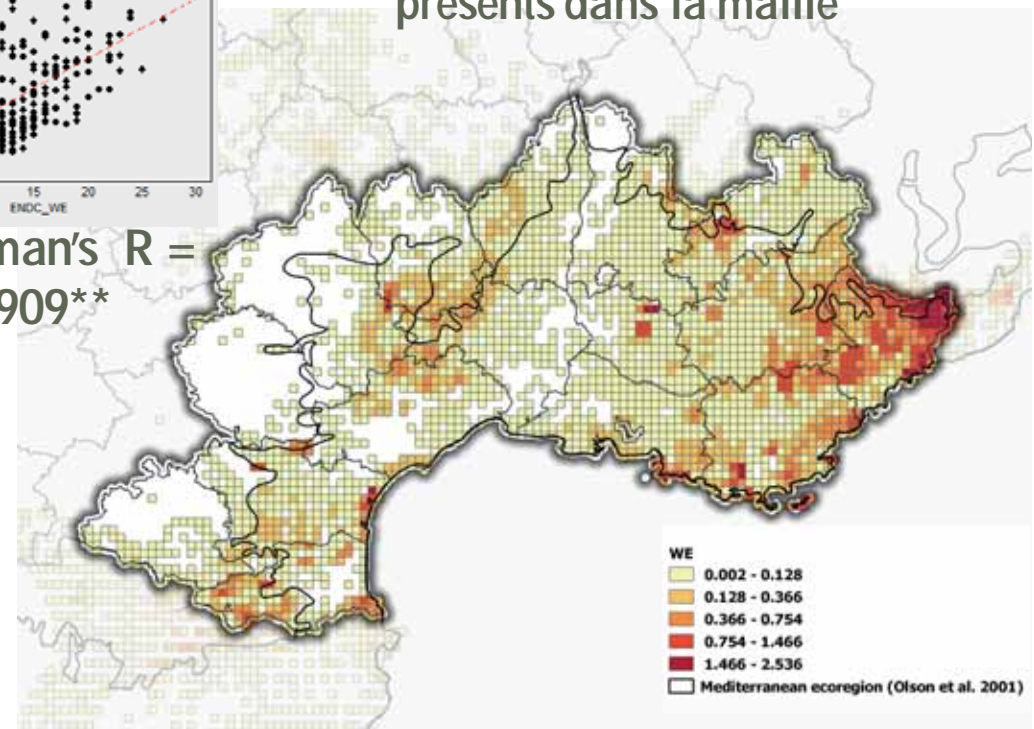 présents dans la maille
15 20 25 30
ENDC_WE
man's R =
909**
WE
0.002 - 0.128
0.128 - 0.366
0.366 - 0.754
0.754 - 1.466
1.466 - 2.536
Mediterranean ecoregion (Olson et al. 2001)